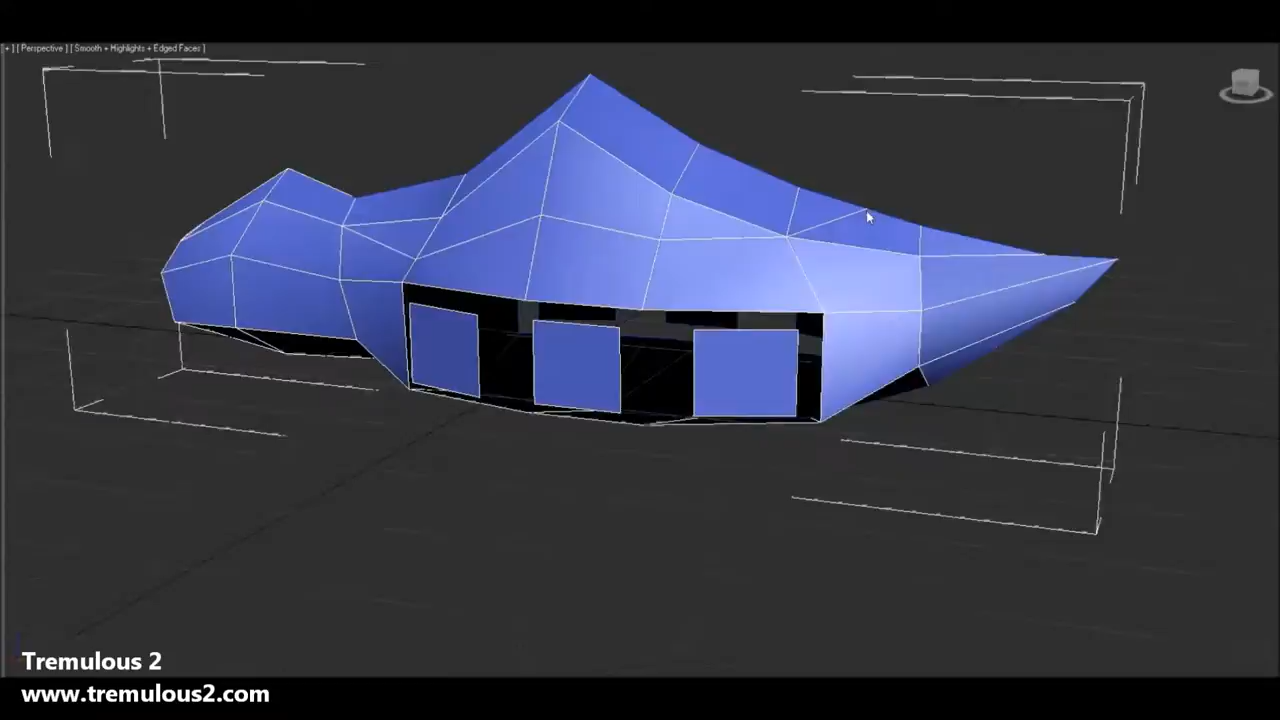 [ + ] [ Perspective ] [ Smooth + Highlights + Edged Faces ]
Tremulous 2
www.tremulous2.com